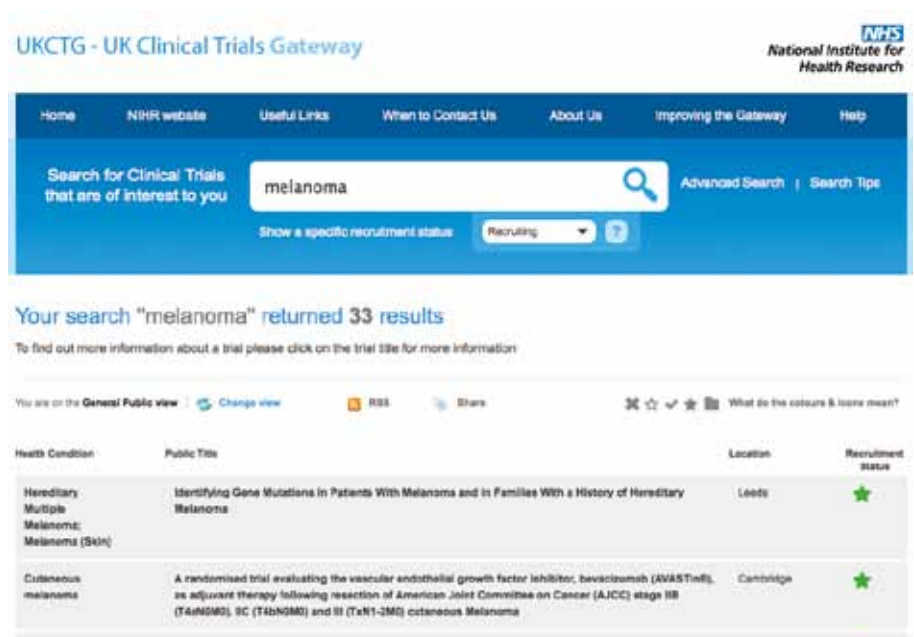 UKCTG - UK Clinical Trials Gateway
NHS
National Institute for
Health Research
Home NIHR website Useful Links When to Contact Us About Us Improving the Gateway Help
Search for Clinical Trials
that are of interest to you
melanoma
Advanced Search | Search Tips
Show a specific recruitment status Recruiting ?
Your search "melanoma" returned 33 results
To find out more information about a trial please click on the trial title for more information
You are on the General Public view Change view RSS Share What do the colours & icons mean?
Health Condition Public Title Location Recruitment
status
Hereditary
Multiple
Melanoma;
Melanoma (Skin)
Identifying Gene Mutations in Patients With Melanoma and in Families With a History of Hereditary
Melanoma
Leeds
Cutaneous
melanoma
A randomised trial evaluating the vascular endothelial growth factor inhibitor, bevacizumab (AVASTin®),
as adjuvant therapy following resection of American Joint Committee on Cancer (AJCC) stage IIB
(T4aN0M0), IIC (T4bN0M0) and III (TxN1-2M0) cutaneous Melanoma
Cambridge